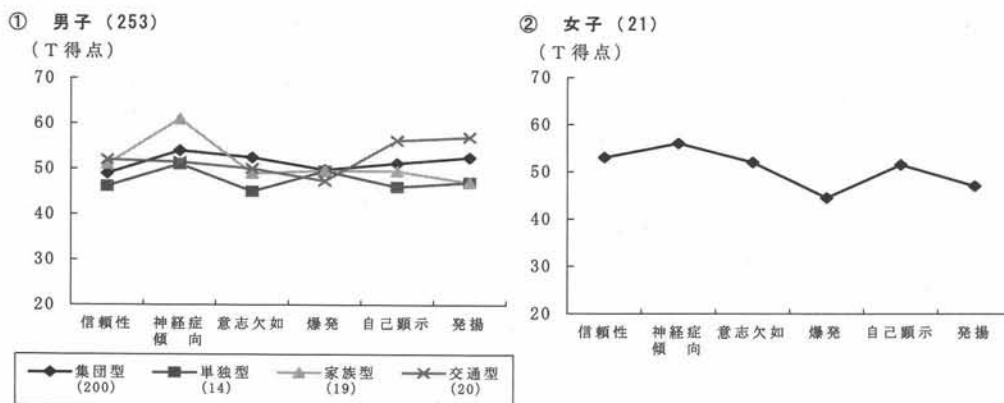 ① 男子 (253)
(T得点)
70
60
50
40
30
20
信頼性 神経症傾向 意志欠如 爆発 自己顕示 発揚
集団型 (200) 単独型 (14) 家族型 (19) 交通型 (20)
② 女子 (21)
(T得点)
70
60
50
40
30
20
信頼性 神経症傾向 意志欠如 爆発 自己顕示 発揚